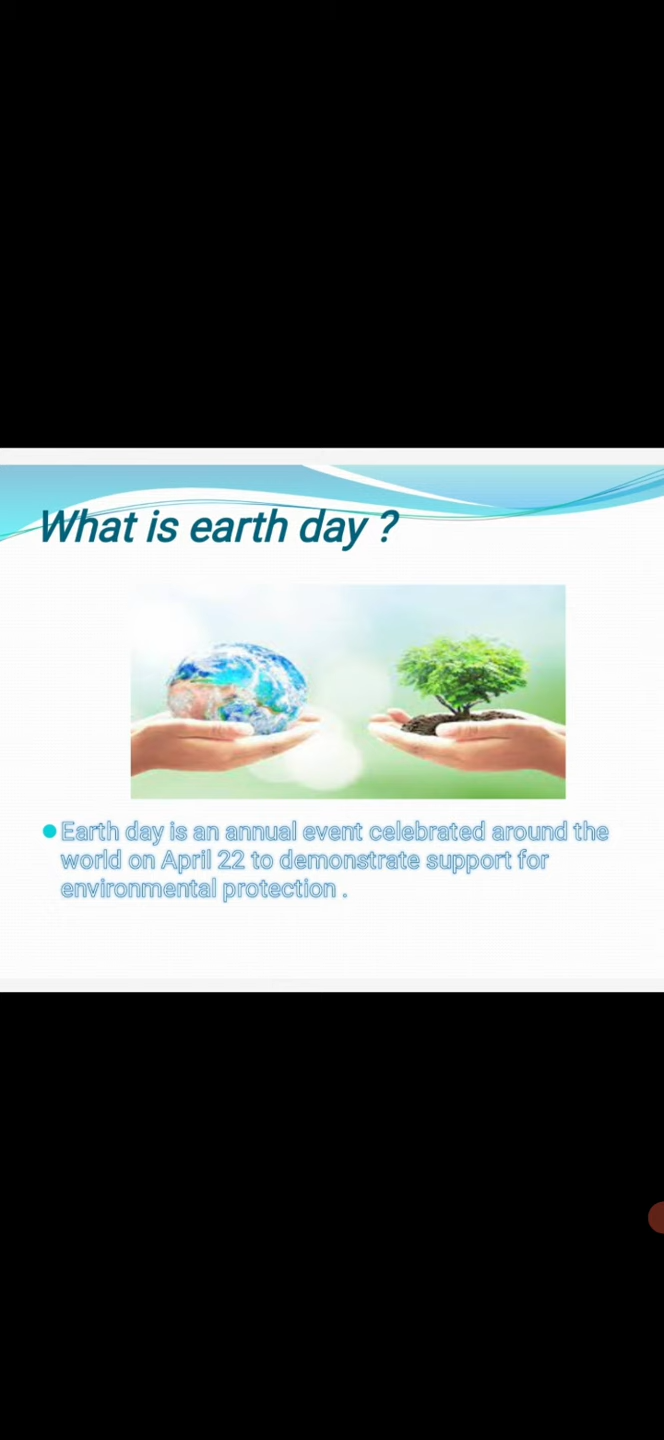 What is earth day ?
Earth day is an annual event celebrated around the
world on April 22 to demonstrate support for
environmental protection .